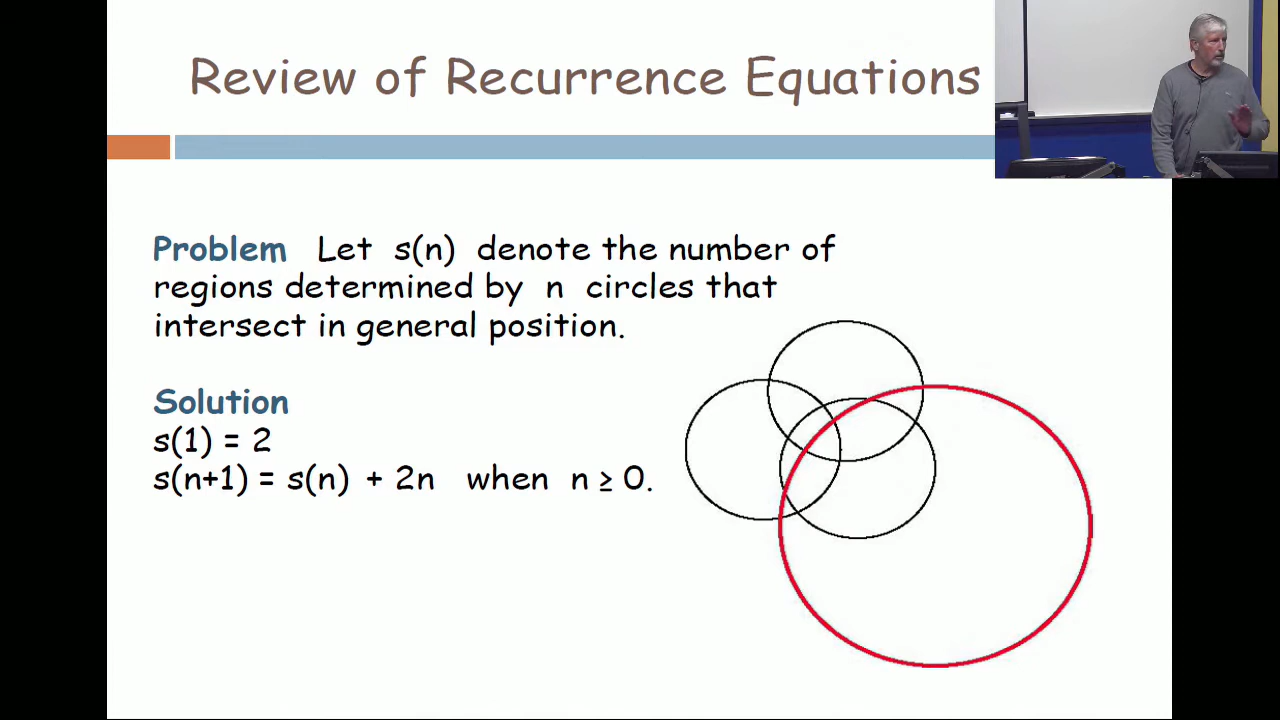 Review of Recurrence Equations
Problem Let s(n) denote the number of
regions determined by n circles that
intersect in general position.
Solution
s(1) = 2
s(n+1) = s(n) + 2n when n ≥ 0.